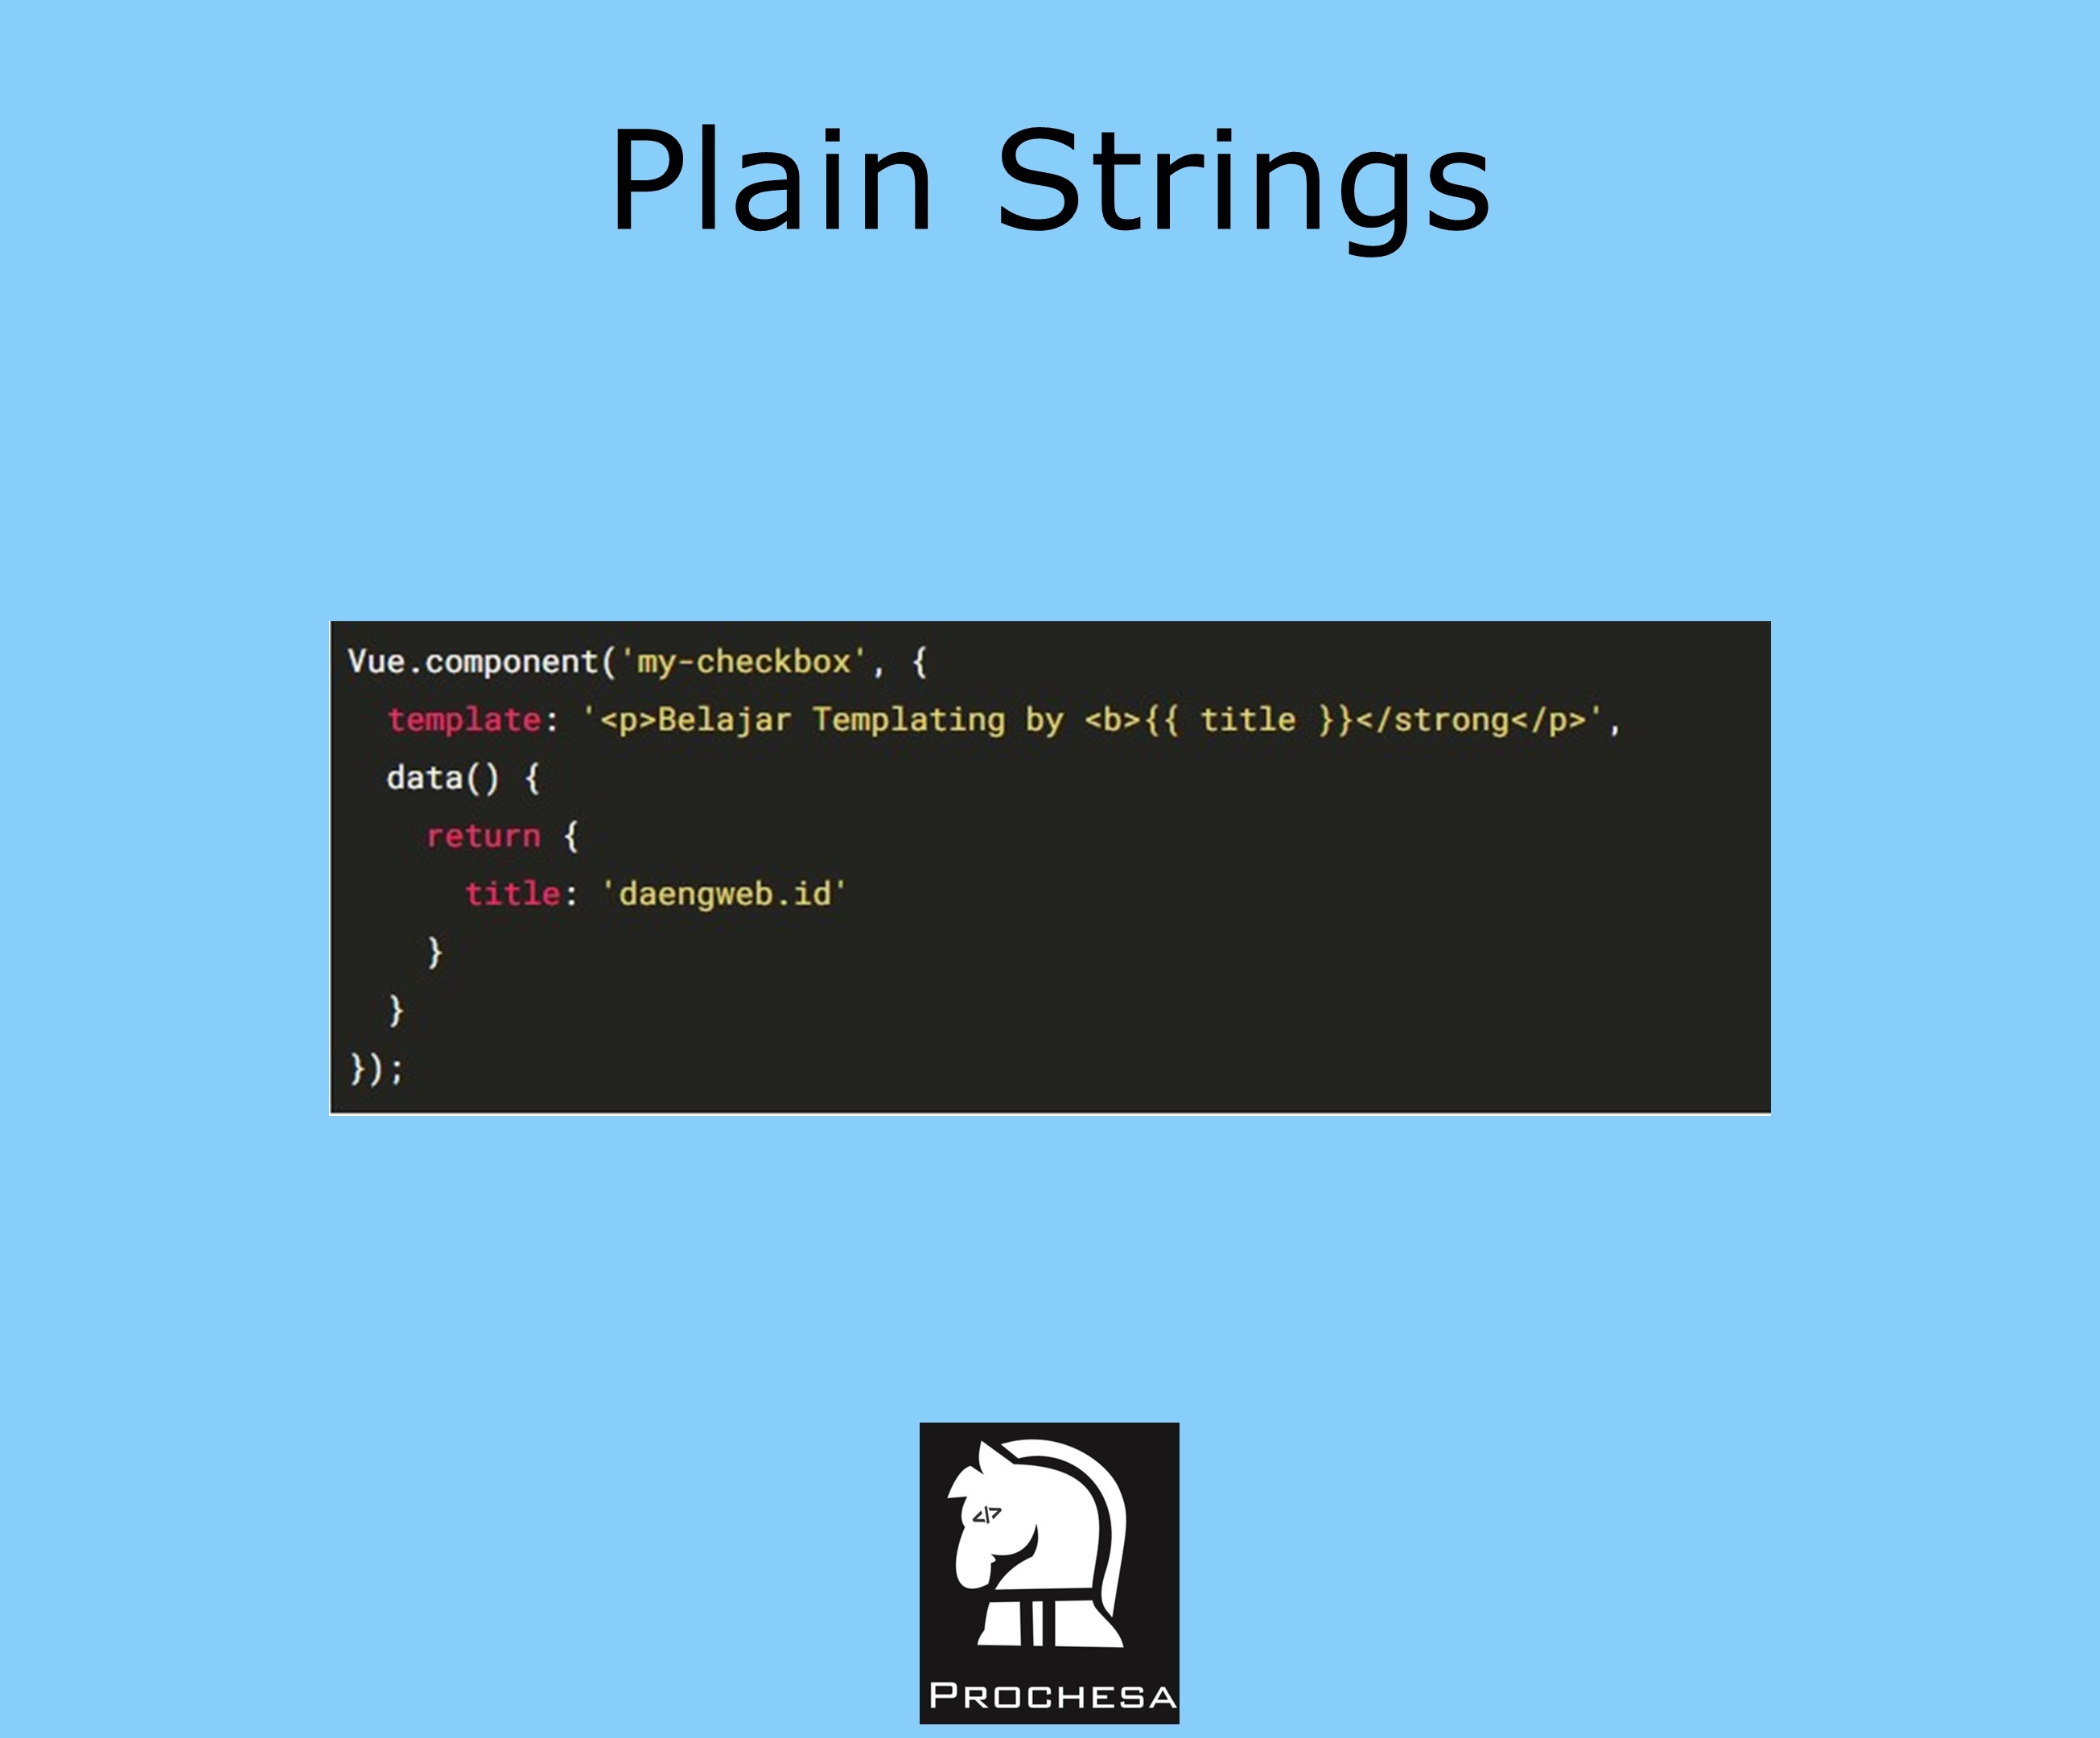 Plain Strings
Vue.component('my-checkbox', {
  template: '<p>Belajar Templating by <b>{{ title }}</strong></p>',
  data() {
    return {
      title: 'daengweb.id'
    }
  }
});
</>
PROCHESA